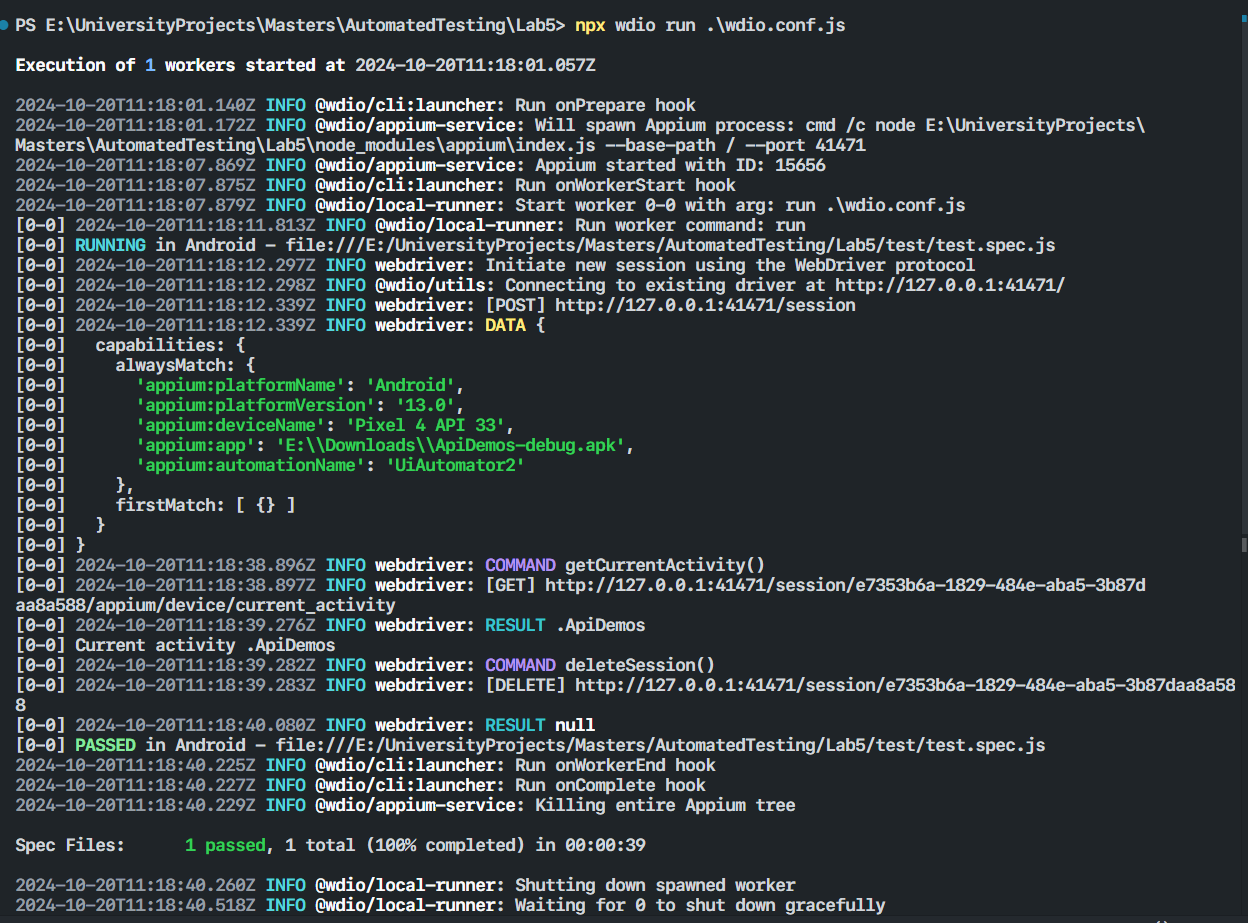 PS E:\UniversityProjects\Masters\AutomatedTesting\Lab5> npx wdio run .\wdio.conf.js
Execution of 1 workers started at 2024-10-20T11:18:01.057Z
2024-10-20T11:18:01.140Z INFO @wdio/cli:launcher: Run onPrepare hook
2024-10-20T11:18:01.172Z INFO @wdio/appium-service: Will spawn Appium process: cmd /c node E:\UniversityProjects\
Masters\AutomatedTesting\Lab5\node_modules\appium\index.js --base-path / --port 41471
2024-10-20T11:18:07.869Z INFO @wdio/appium-service: Appium started with ID: 15656
2024-10-20T11:18:07.875Z INFO @wdio/cli:launcher: Run onWorkerStart hook
2024-10-20T11:18:07.879Z INFO @wdio/local-runner: Start worker 0-0 with arg: run .\wdio.conf.js
[0-0] 2024-10-20T11:18:11.813Z INFO @wdio/local-runner: Run worker command: run
[0-0] RUNNING in Android - file:///E:/UniversityProjects/Masters/AutomatedTesting/Lab5/test/test.spec.js
[0-0] 2024-10-20T11:18:12.297Z INFO webdriver: Initiate new session using the WebDriver protocol
[0-0] 2024-10-20T11:18:12.298Z INFO @wdio/utils: Connecting to existing driver at http://127.0.0.1:41471/
[0-0] 2024-10-20T11:18:12.339Z INFO webdriver: [POST] http://127.0.0.1:41471/session
[0-0] 2024-10-20T11:18:12.339Z INFO webdriver: DATA {
[0-0]   capabilities: {
[0-0]     alwaysMatch: {
[0-0]       'appium:platformName': 'Android',
[0-0]       'appium:platformVersion': '13.0',
[0-0]       'appium:deviceName': 'Pixel 4 API 33',
[0-0]       'appium:app': 'E:\\Downloads\\ApiDemos-debug.apk',
[0-0]       'appium:automationName': 'UiAutomator2'
[0-0]     },
[0-0]     firstMatch: [ {} ]
[0-0]   }
[0-0] }
[0-0] 2024-10-20T11:18:38.896Z INFO webdriver: COMMAND getCurrentActivity()
[0-0] 2024-10-20T11:18:38.897Z INFO webdriver: [GET] http://127.0.0.1:41471/session/e7353b6a-1829-484e-aba5-3b87d
aa8a588/appium/device/current_activity
[0-0] 2024-10-20T11:18:39.276Z INFO webdriver: RESULT .ApiDemos
[0-0] Current activity .ApiDemos
[0-0] 2024-10-20T11:18:39.282Z INFO webdriver: COMMAND deleteSession()
[0-0] 2024-10-20T11:18:39.283Z INFO webdriver: [DELETE] http://127.0.0.1:41471/session/e7353b6a-1829-484e-aba5-3b87daa8a58
8
[0-0] 2024-10-20T11:18:40.080Z INFO webdriver: RESULT null
[0-0] PASSED in Android - file:///E:/UniversityProjects/Masters/AutomatedTesting/Lab5/test/test.spec.js
2024-10-20T11:18:40.225Z INFO @wdio/cli:launcher: Run onWorkerEnd hook
2024-10-20T11:18:40.227Z INFO @wdio/cli:launcher: Run onComplete hook
2024-10-20T11:18:40.229Z INFO @wdio/appium-service: Killing entire Appium tree
Spec Files:      1 passed, 1 total (100% completed) in 00:00:39
2024-10-20T11:18:40.260Z INFO @wdio/local-runner: Shutting down spawned worker
2024-10-20T11:18:40.518Z INFO @wdio/local-runner: Waiting for 0 to shut down gracefully